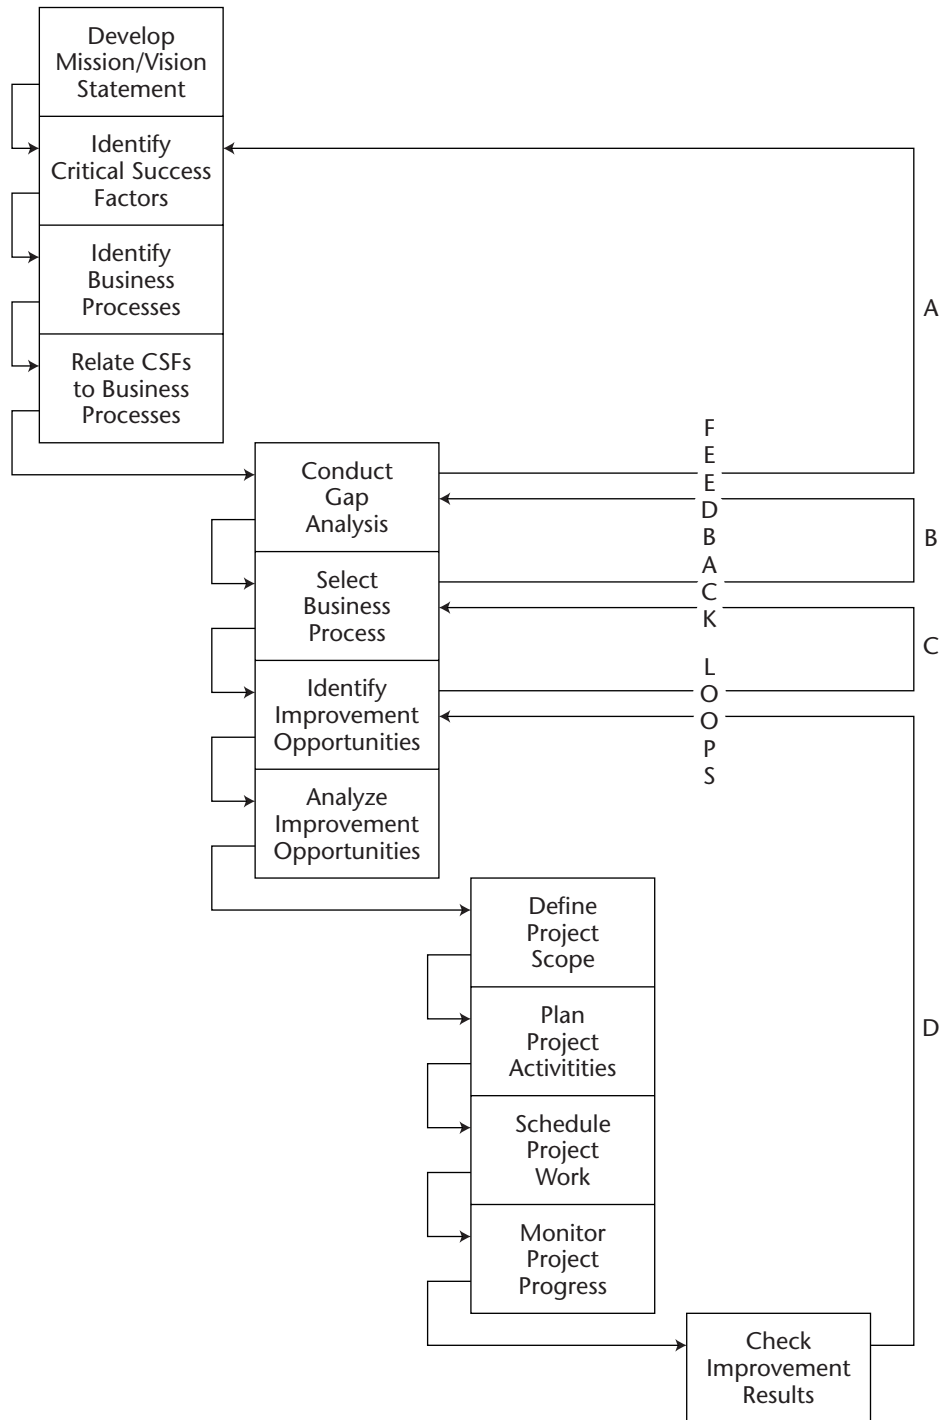 Develop
Mission/Vision
Statement
Identify
Critical Success
Factors
Identify
Business
Processes
Relate CSFs
to Business
Processes
Conduct
Gap
Analysis
Select
Business
Process
Identify
Improvement
Opportunities
Analyze
Improvement
Opportunities
Define
Project
Scope
Plan
Project
Activitities
Schedule
Project
Work
Monitor
Project
Progress
Check
Improvement
Results
FEEDBACK LOOPS
A
B
C
D